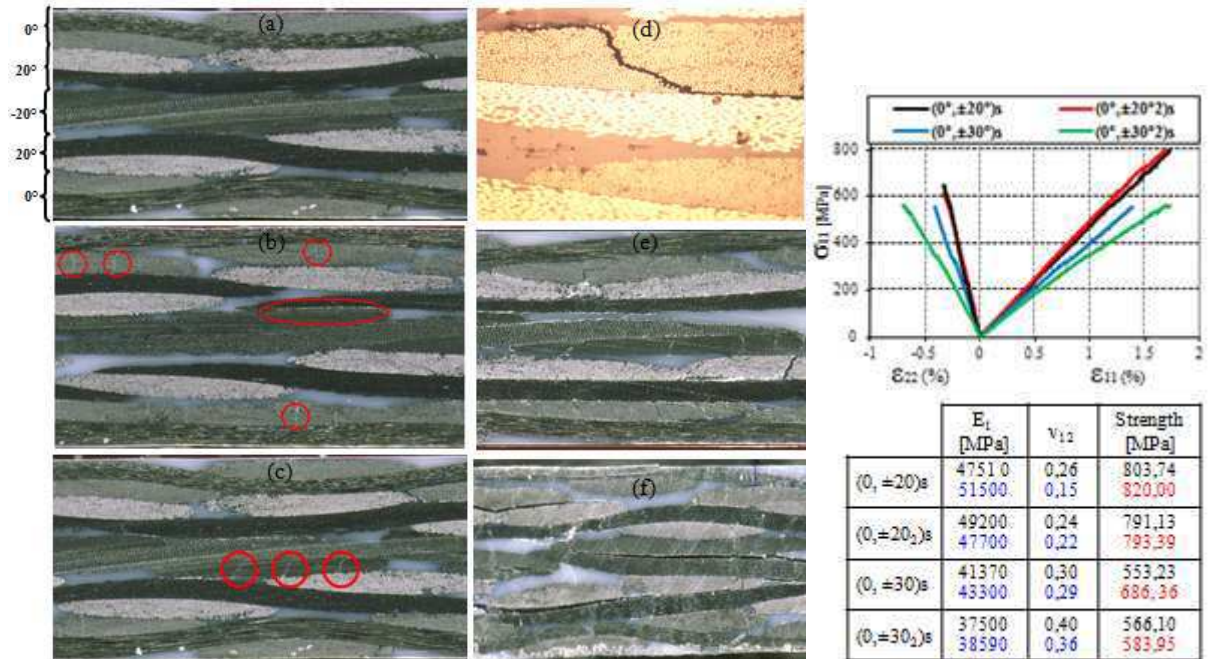 0°
20°
-20°
20°
0°
(a)
(b)
(c)
(d)
(e)
(f)
(0°,±20°)s
(0°,±20°2)s
(0°,±30°)s
(0°,±30°2)s
σ11 [MPa]
800
600
400
200
0
-1 -0.5 0 0.5 1 1.5 2
ε22 (%) ε11 (%)
E1 [MPa] ν12 Strength [MPa]
(0, ±20)s 47510 0,26 803,74
51500 0,15 820,00
(0,±202)s 49200 0,24 791,13
47700 0,22 793,39
(0,±30)s 41370 0,30 553,23
43300 0,29 686,36
(0,±302)s 37500 0,40 566,10
38590 0,36 583,95